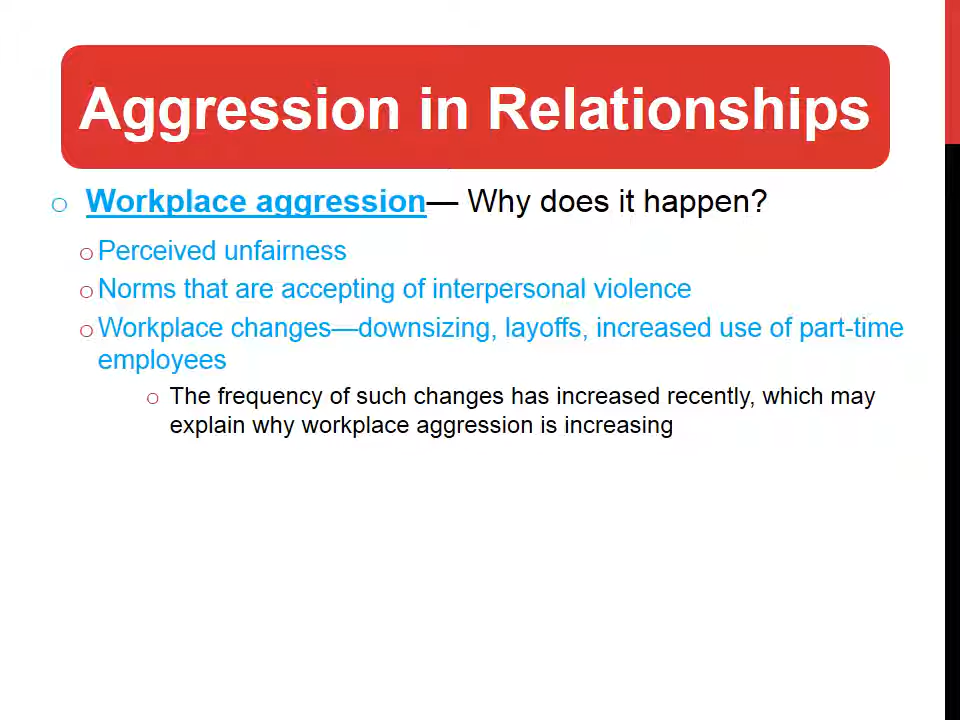 Aggression in Relationships
Workplace aggression— Why does it happen?
Perceived unfairness
Norms that are accepting of interpersonal violence
Workplace changes—downsizing, layoffs, increased use of part-time
employees
The frequency of such changes has increased recently, which may
explain why workplace aggression is increasing